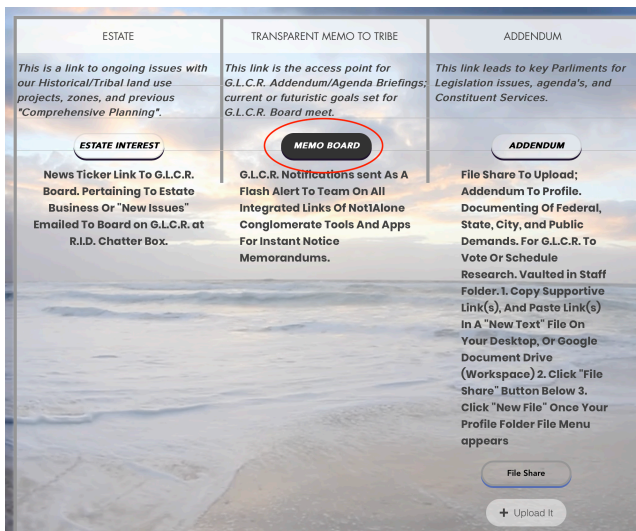 ESTATE
This is a link to ongoing issues with
our Historical/Tribal land use
projects, zones, and previous
"Comprehensive Planning".
ESTATE INTEREST
News Ticker Link To G.L.C.R.
Board. Pertaining To Estate
Business Or "New Issues"
Emailed To Board on G.L.C.R. at
R.I.D. Chatter Box.
TRANSPARENT MEMO TO TRIBE
This link is the access point for
G.L.C.R. Addendum/Agenda Briefings;
current or futuristic goals set for
G.L.C.R. Board meet.
MEMO BOARD
G.L.C.R. Notifications sent As A
Flash Alert To Team On All
Integrated Links Of Not1Alone
Conglomerate Tools And Apps
For Instant Notice
Memorandums.
ADDENDUM
This link leads to key Parliments for
Legislation issues, agenda's, and
Constituent Services.
ADDENDUM
File Share To Upload;
Addendum To Profile.
Documenting Of Federal,
State, City, and Public
Demands. For G.L.C.R. To
Vote Or Schedule
Research. Vaulted in Staff
Folder. 1. Copy Supportive
Link(s), And Paste Link(s)
In A "New Text" File On
Your Desktop, Or Google
Document Drive
(Workspace) 2. Click "File
Share" Button Below 3.
Click "New File" Once Your
Profile Folder File Menu
appears
File Share
+ Upload It